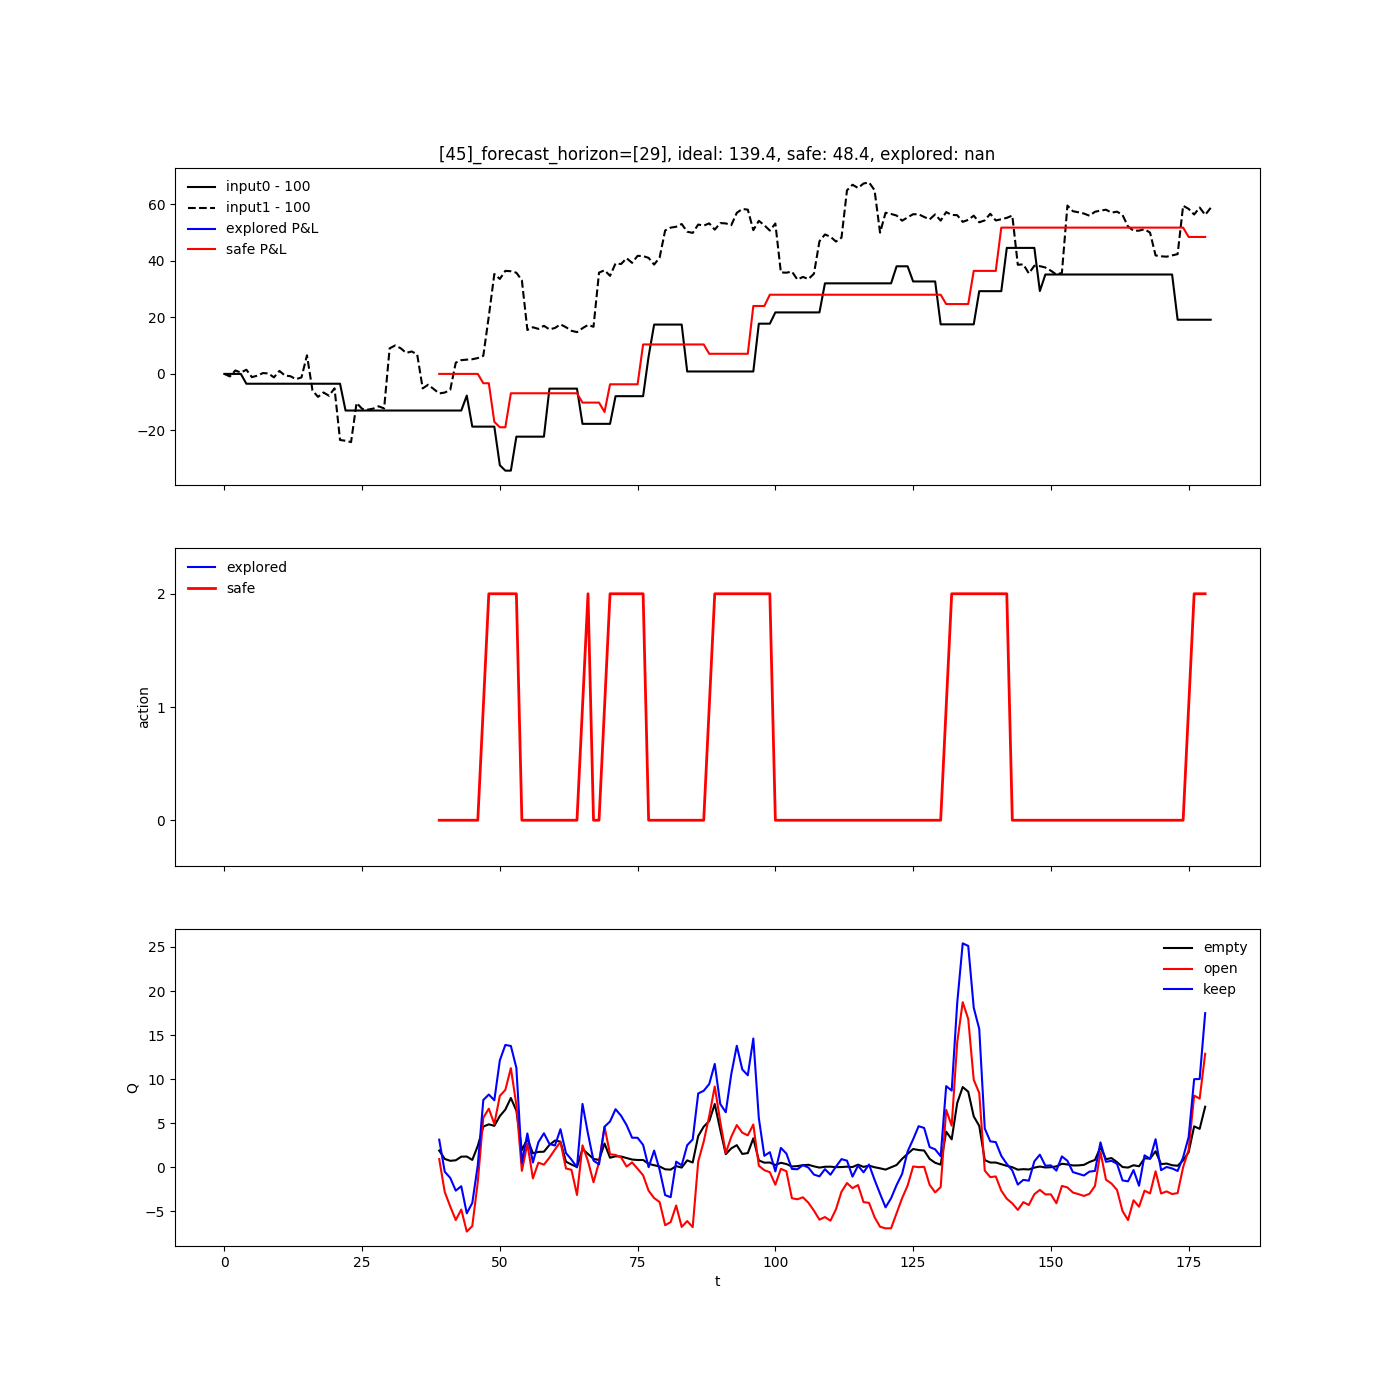 [45]_forecast_horizon=[29], ideal: 139.4, safe: 48.4, explored: nan
input0 - 100
input1 - 100
explored P&L
safe P&L
60
40
20
0
−20
explored
safe
2
1
0
action
empty
open
keep
25
20
15
10
5
0
−5
Q
0 25 50 75 100 125 150 175
t